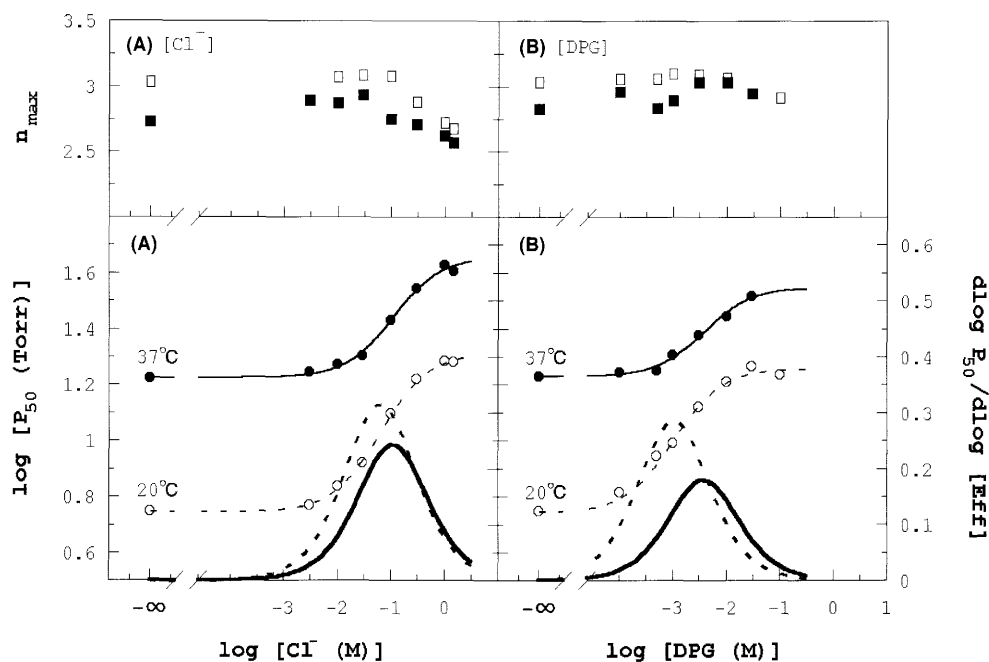 3.5
3
2.5
2
n_max
(A) [Cl⁻]
(B) [DPG]
(A)
(B)
1.6
1.4
1.2
1
0.8
0.6
log [P₅₀ (Torr)]
37°C
20°C
37°C
20°C
0.6
0.5
0.4
0.3
0.2
0.1
0
dlog P₅₀/dlog [Eff]
-∞
-3
-2
-1
0
-∞
-3
-2
-1
0
1
log [Cl⁻ (M)]
log [DPG (M)]